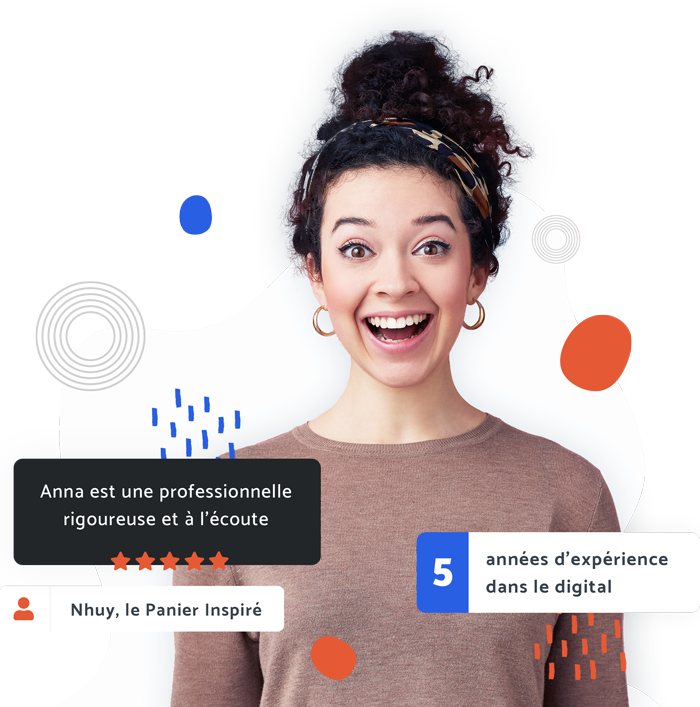 Anna est une professionnelle
rigoureuse et à l'écoute
Nhuy, le Panier Inspiré
5
années d'expérience
dans le digital